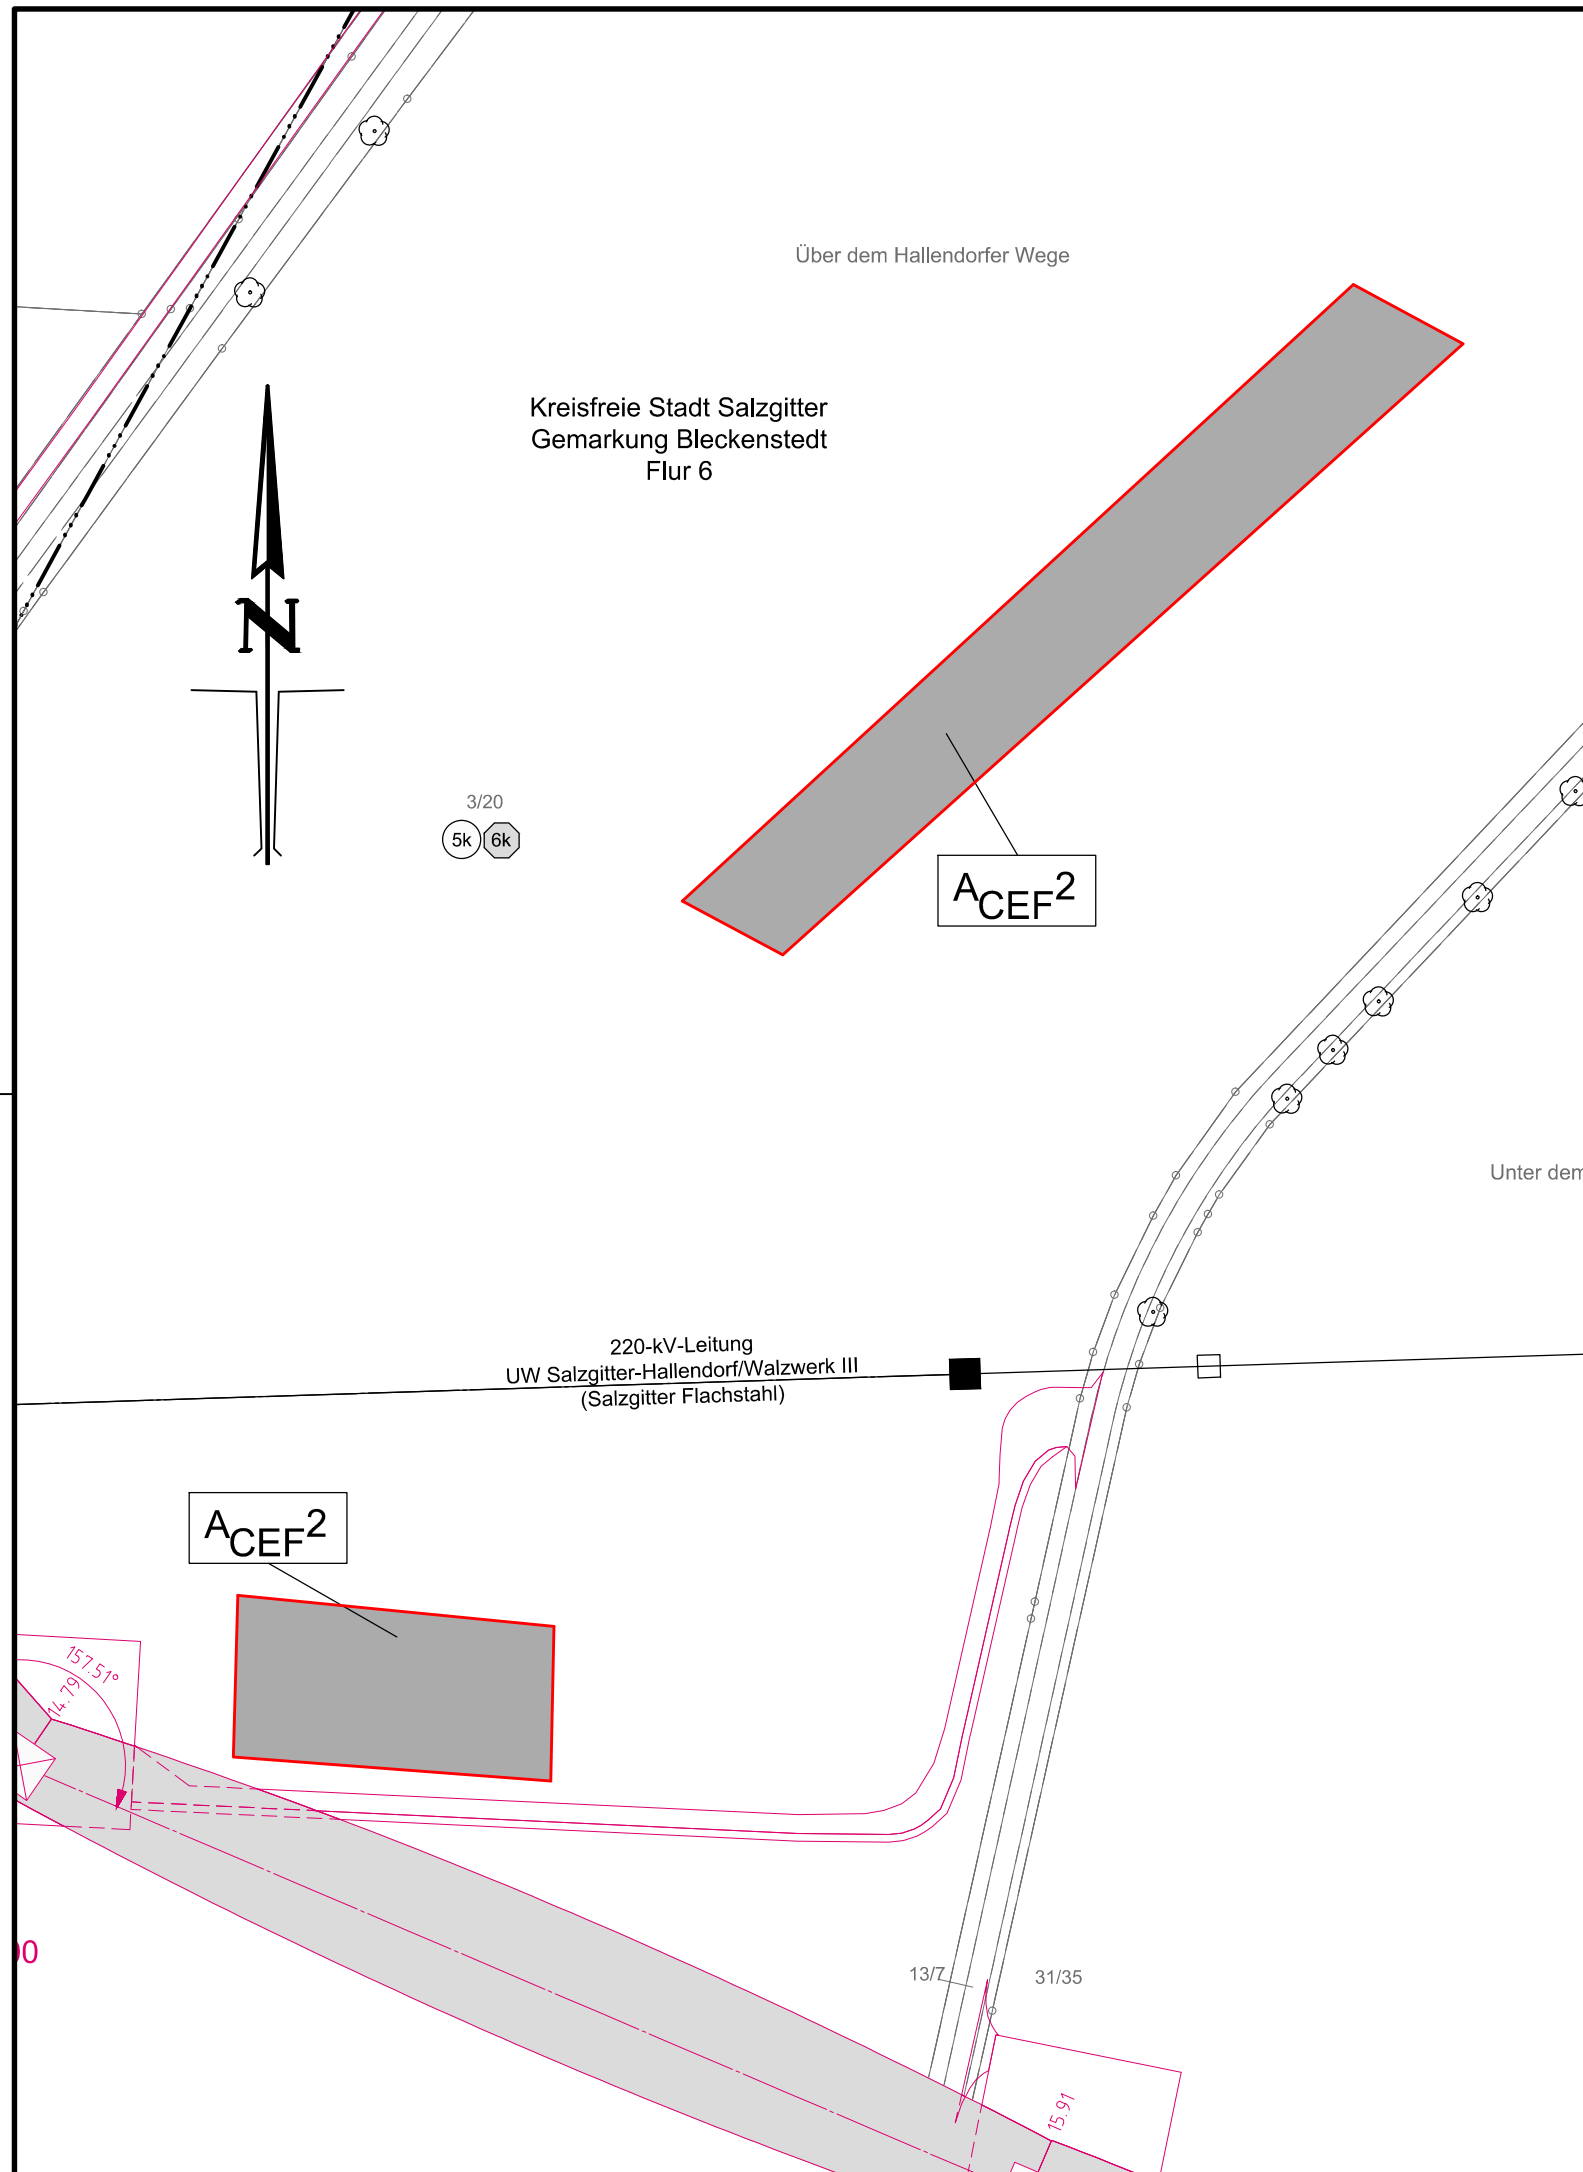 Über dem Hallendorfer Wege
Kreisfreie Stadt Salzgitter
Gemarkung Bleckenstedt
Flur 6
N
3/20
5k 6k
ACEF2
Unter dem
220-kV-Leitung
UW Salzgitter-Hallendorf/Walzwerk III
(Salzgitter Flachstahl)
ACEF2
157.51°
14.79
00
13/7
31/35
15.91